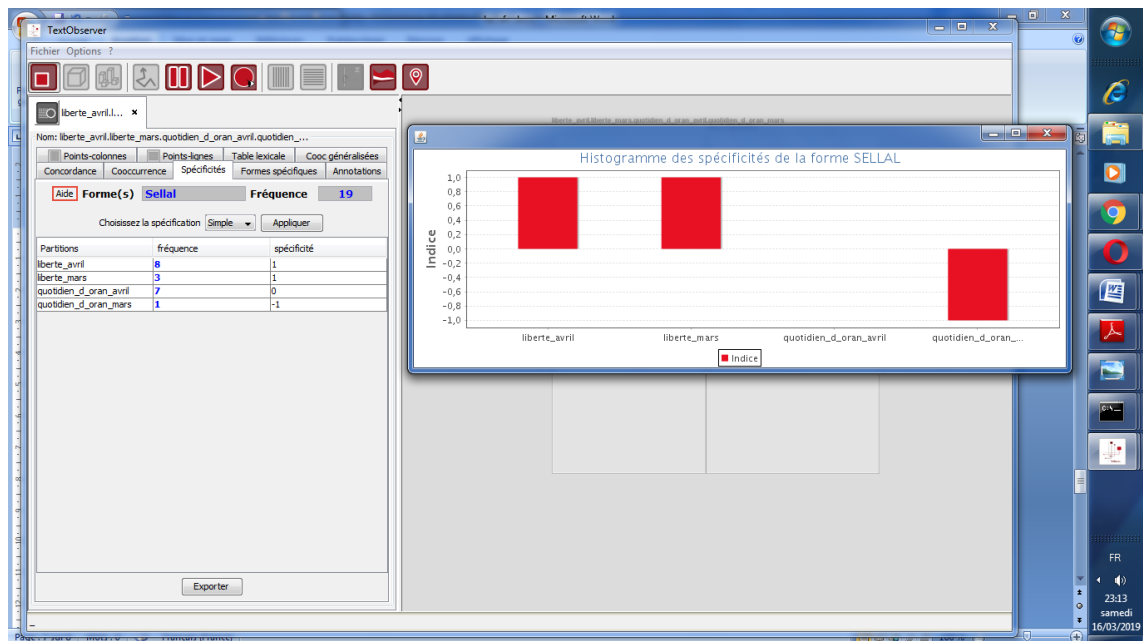 TextObserver
Fichier Options ?
liberte_avril.l... ×
Nom: liberte_avril.liberte_mars.quotidien_d_oran_avril.quotidien_...
Points-colonnes Points-lignes Table lexicale Cooc généralisées
Concordance Cooccurrence Spécificités Formes spécifiques Annotations
Aide Forme(s) Sellal Fréquence 19
Choisissez la spécification Simple Appliquer
Partitions fréquence spécificité
liberte_avril 8 1
liberte_mars 3 1
quotidien_d_oran_avril 7 0
quotidien_d_oran_mars 1 -1
Exporter
liberte_avril.liberte_mars.quotidien_d_oran_avril.quotidien_d_oran_mars
Histogramme des spécificités de la forme SELLAL
Indice
1,0
0,8
0,6
0,4
0,2
0,0
-0,2
-0,4
-0,6
-0,8
-1,0
liberte_avril liberte_mars quotidien_d_oran_avril quotidien_d_oran_...
Indice
FR
23:13
samedi
16/03/2019